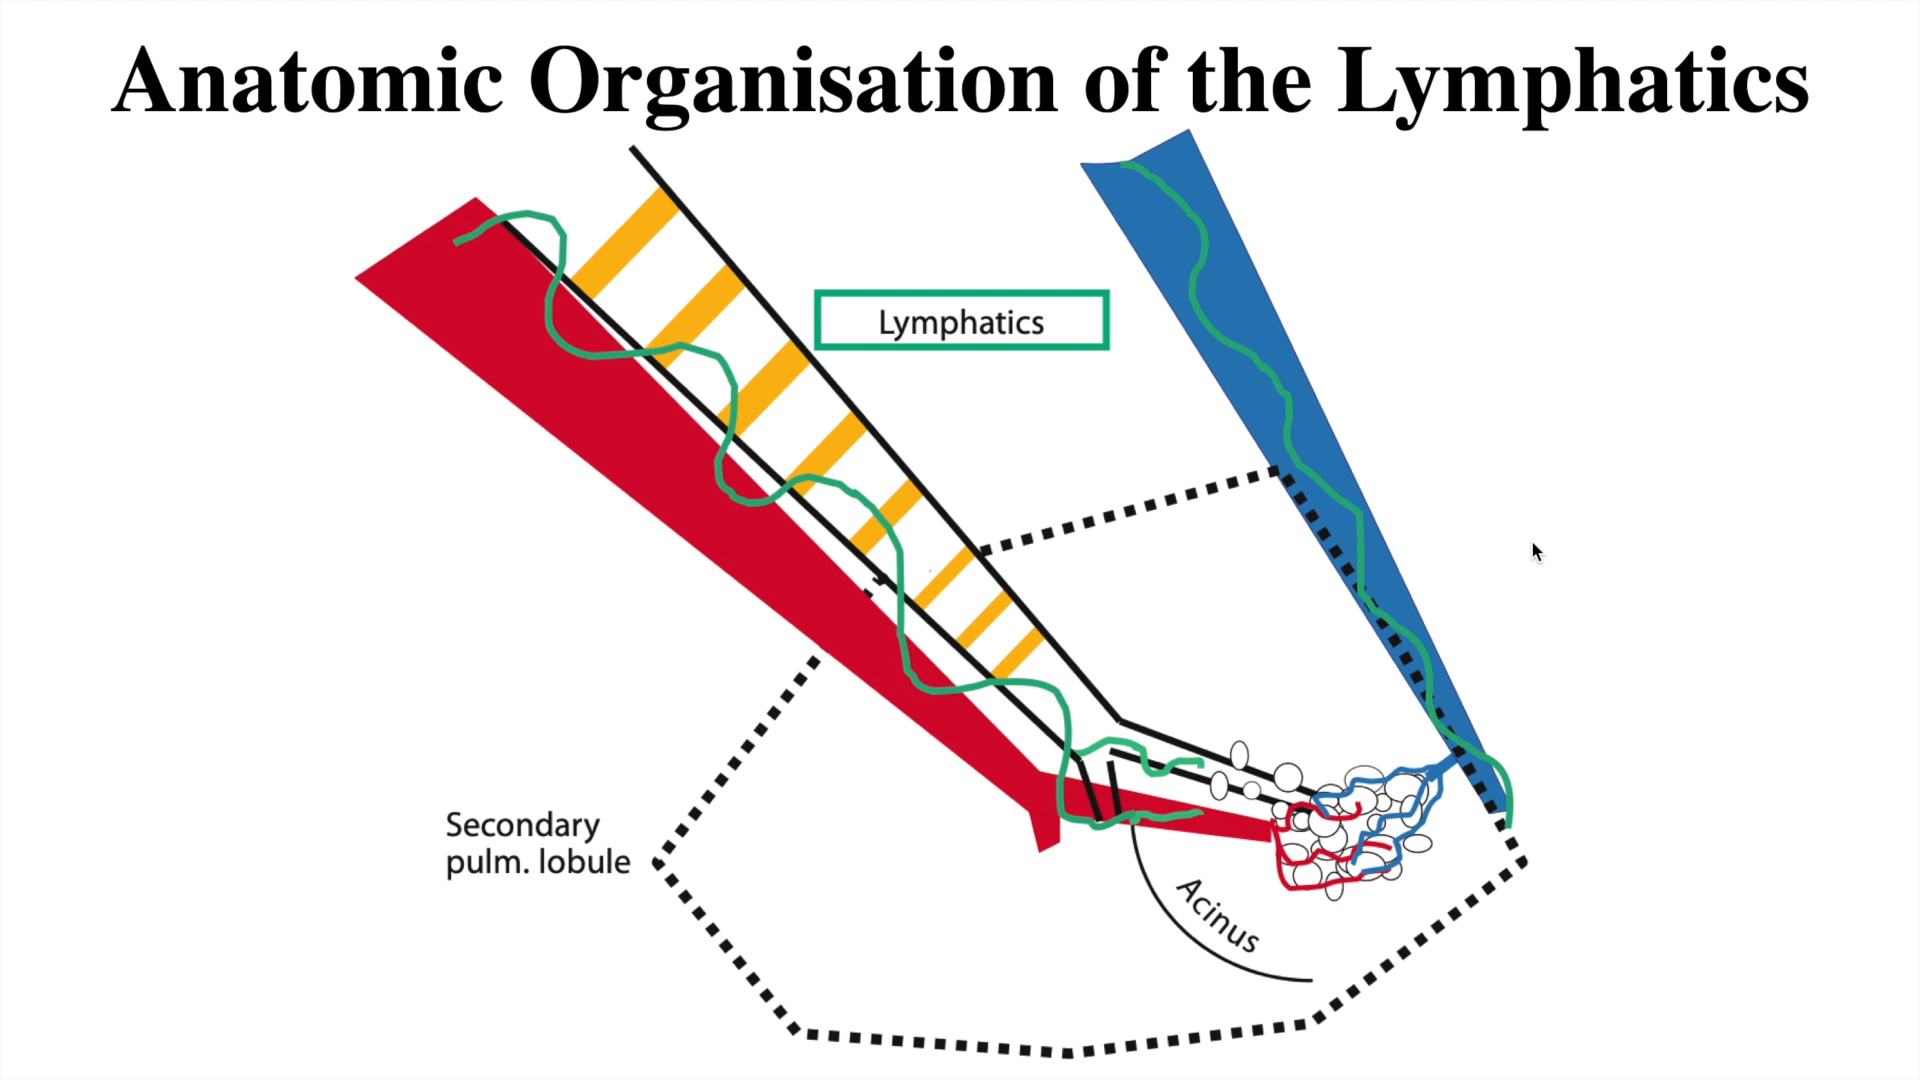 Anatomic Organisation of the Lymphatics
Lymphatics
Secondary
pulm. lobule
Acinus